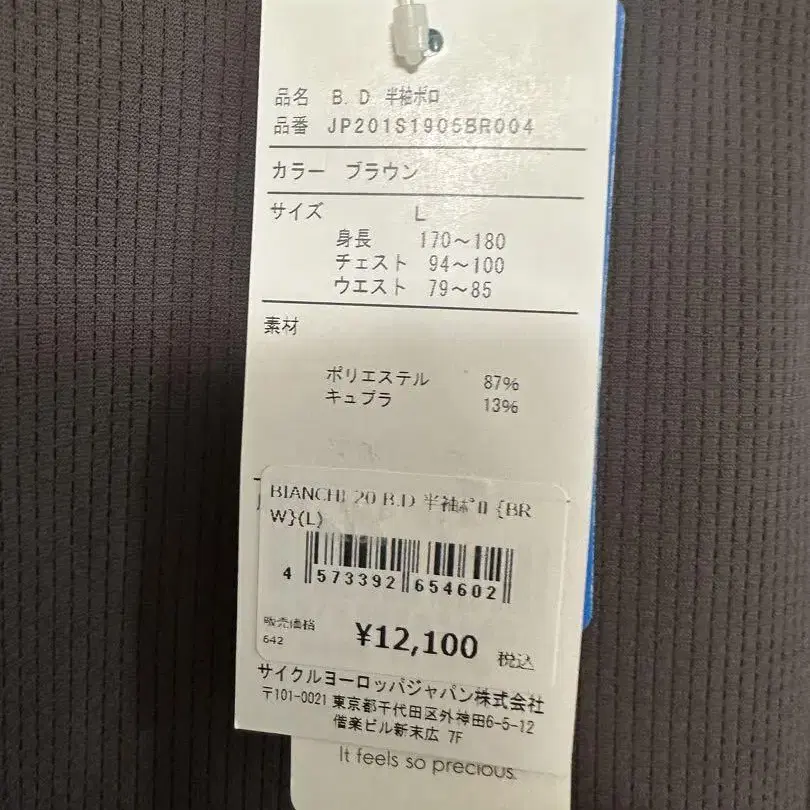 品名 B.D 半袖ポロ
品番 JP201S1905BR004
カラー ブラウン
サイズ L
身長 170～180
チェスト 94～100
ウエスト 79～85
素材
ポリエステル 87%
キュプラ 13%
BIANCHI 20 B.D 半袖ﾎﾟﾛ {BR
W}(L)
4 573392 654602
販売価格
642
¥12,100 税込
サイクルヨーロッパジャパン株式会社
〒101-0021 東京都千代田区外神田6-5-12
偕楽ビル新末広 7F
It feels so precious.